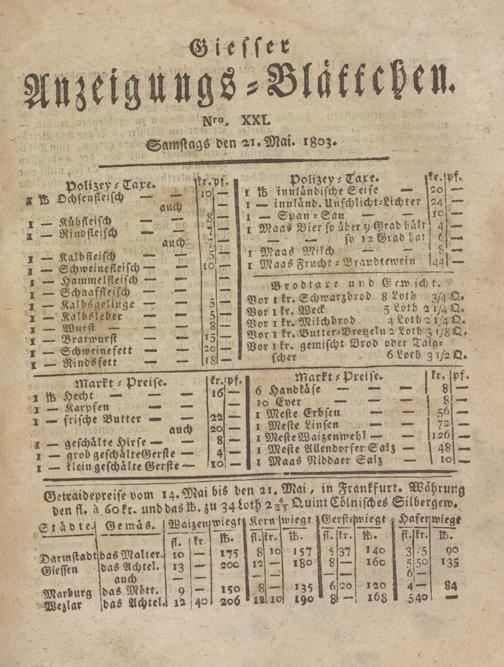 Giesser
Anzeigungs-Blättchen.
Nro. XXI.
Samstags den 21. Mai. 1803.
Polizey-Taxe. kr. pf.
1 ℔ Ochsenfleisch — — 10 —
auch
1 — Kühfleisch — —
1 — Rindfleisch — —
auch
1 — Kalbfleisch — —
1 — Schweinefleisch — 10 —
1 — Hammelfleisch —
1 — Schaaffleisch —
1 — Kalbsgelinge —
1 — Kalbsleber —
1 — Wurst — — 8 —
1 — Bratwurst — 15 —
1 — Schweinefett — 20 —
1 — Rindsfett — 18 —
Polizey-Taxe. kr. pf.
1 ℔ innländische Seife — 20 —
1 — innländ. Unschlicht-Lichter 24 —
1 — Span-Sau — 10 —
1 Maas Bier so über 9 Grad hält 4 —
— — so 12 Grad hat 6 —
1 Maas Milch — 5 —
1 Maas Frucht-Brandtewein 44 —
Brodtaxe und Gewicht.
Vor 1 kr. Schwarzbrod 8 Loth 3/4 Q.
Vor 1 kr. Weck 5 Loth 2 1/4 Q.
Vor 1 kr. Milchbrod 4 Loth 2 1/4 Q.
Vor 1 kr. Butter-Brezeln 2 Loth 3 1/8 Q.
Vor 1 kr. gemischt Brod oder Taig-
scher 6 Loth 3 1/2 Q.
Markt-Preise. kr. pf.
1 ℔ Hecht — — 16 —
1 — Karpfen —
1 — frische Butter — — 22 —
auch 20 —
1 — geschälte Hirse — 8 —
1 — grob geschälte Gerste — 4 —
1 — klein geschälte Gerste — 10 —
Markt-Preise. kr. pf.
6 Handkäse — — 8 —
10 Eyer — — 8 —
1 Meste Erbsen — 56 —
1 Meste Linsen — 72 —
1 Meste Waizenwehl — 126 —
1 Meste Allendorfer Salz — 48 —
1 Maas Niddaer Salz — 10 —
Getraidepreise vom 14. Mai bis den 21. Mai, in Frankfurt. Währung
den fl. à 60 kr. und das ℔. zu 34 Loth Quint Cölnisches Silbergew.
Städte. Gemäs. Waizen wiegt Kern wiegt Gerste wiegt Hafer wiegt
fl. kr. ℔. fl. kr. ℔. fl. kr. ℔. fl. kr. ℔.
Darmstadt das Malter. 10 — 175 8 10 157 5 37 140 3 90
Giessen das Achtel. 13 — 200 12 — 180 8 — 160 5 50 135
auch — — 6 —
Marburg das Mött. 9 — 150 8 — 135 6 20 120 4 — 84
Wezlar das Achtel. 12 40 206 12 10 190 8 — 168 5 40 —